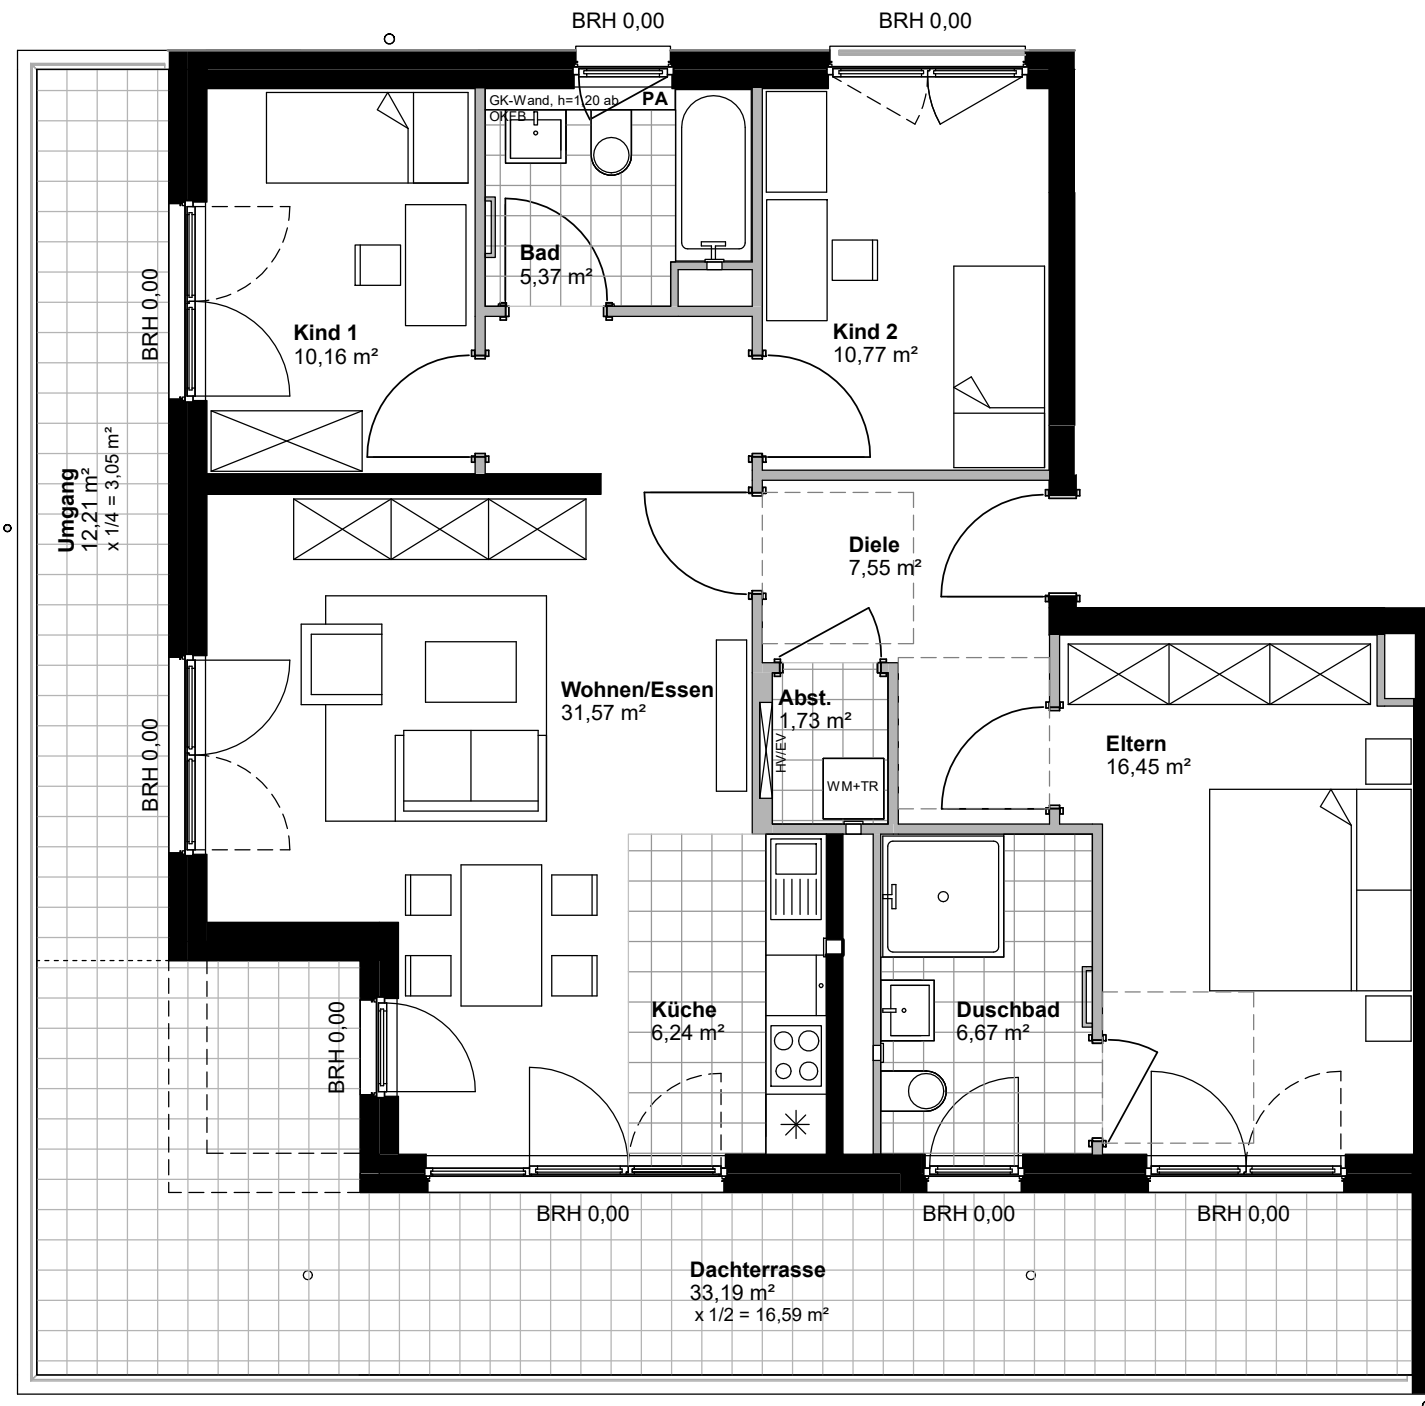 BRH 0,00
BRH 0,00
GK-Wand, h=1,20 ab
OKFB
PA
Bad
5,37 m²
Kind 1
10,16 m²
Kind 2
10,77 m²
BRH 0,00
Umgang
12,21 m²
x 1/4 = 3,05 m²
Diele
7,55 m²
Wohnen/Essen
31,57 m²
Abst.
1,73 m²
HV/EV
WM+TR
Eltern
16,45 m²
BRH 0,00
Küche
6,24 m²
Duschbad
6,67 m²
BRH 0,00
BRH 0,00
BRH 0,00
BRH 0,00
Dachterrasse
33,19 m²
x 1/2 = 16,59 m²